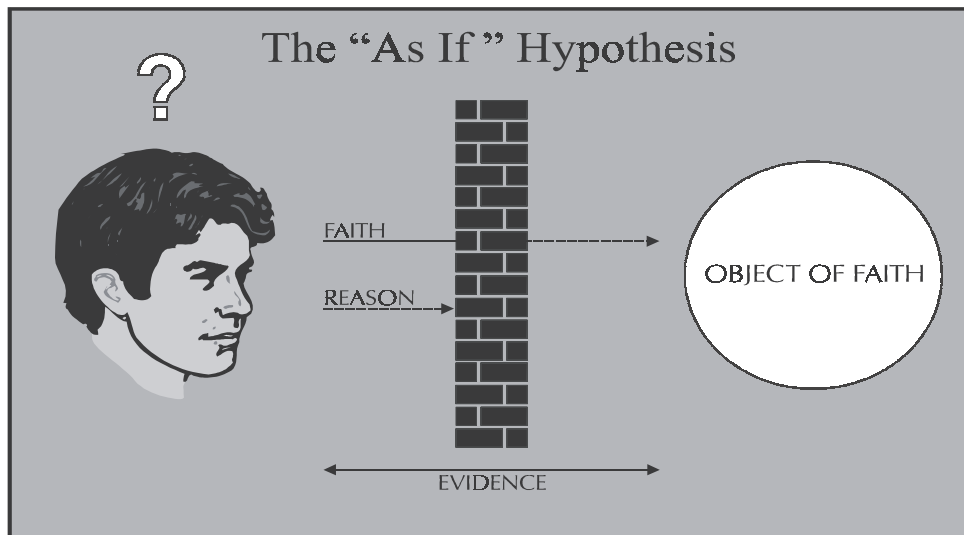 The “As If” Hypothesis
?
FAITH
REASON
OBJECT OF FAITH
EVIDENCE